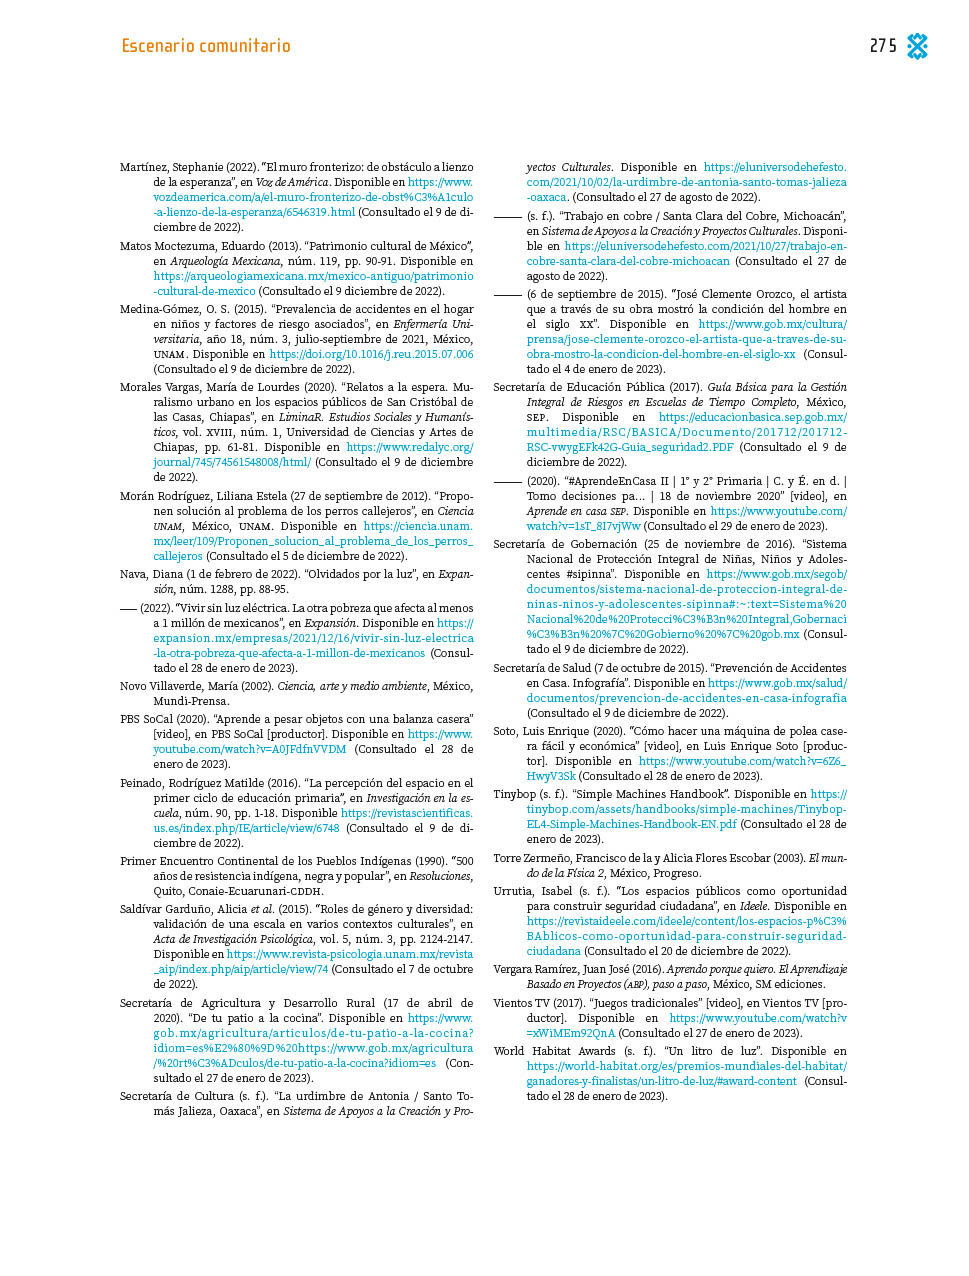 Escenario comunitario
275
Martínez, Stephanie (2022). “El muro fronterizo: de obstáculo a lienzo
de la esperanza”, en Voz de América. Disponible en https://www.
vozdeamerica.com/a/el-muro-fronterizo-de-obst%C3%A1culo
-a-lienzo-de-la-esperanza/6546319.html (Consultado el 9 de di-
ciembre de 2022).
Matos Moctezuma, Eduardo (2013). “Patrimonio cultural de México”,
en Arqueología Mexicana, núm. 119, pp. 90-91. Disponible en
https://arqueologiamexicana.mx/mexico-antiguo/patrimonio
-cultural-de-mexico (Consultado el 9 diciembre de 2022).
Medina-Gómez, O. S. (2015). “Prevalencia de accidentes en el hogar
en niños y factores de riesgo asociados”, en Enfermería Uni-
versitaria, año 18, núm. 3, julio-septiembre de 2021, México,
UNAM. Disponible en https://doi.org/10.1016/j.reu.2015.07.006
(Consultado el 9 de diciembre de 2022).
Morales Vargas, María de Lourdes (2020). “Relatos a la espera. Mu-
ralismo urbano en los espacios públicos de San Cristóbal de
las Casas, Chiapas”, en LiminaR. Estudios Sociales y Humanís-
ticos, vol. XVIII, núm. 1, Universidad de Ciencias y Artes de
Chiapas, pp. 61-81. Disponible en https://www.redalyc.org/
journal/745/74561548008/html/ (Consultado el 9 de diciembre
de 2022).
Morán Rodríguez, Liliana Estela (27 de septiembre de 2012). “Propo-
nen solución al problema de los perros callejeros”, en Ciencia
UNAM, México, UNAM. Disponible en https://ciencia.unam.
mx/leer/109/Proponen_solucion_al_problema_de_los_perros_
callejeros (Consultado el 5 de diciembre de 2022).
Nava, Diana (1 de febrero de 2022). “Olvidados por la luz”, en Expan-
sión, núm. 1288, pp. 88-95.
—— (2022). “Vivir sin luz eléctrica. La otra pobreza que afecta al menos
a 1 millón de mexicanos”, en Expansión. Disponible en https://
expansion.mx/empresas/2021/12/16/vivir-sin-luz-electrica
-la-otra-pobreza-que-afecta-a-1-millon-de-mexicanos (Consul-
tado el 28 de enero de 2023).
Novo Villaverde, María (2002). Ciencia, arte y medio ambiente, México,
Mundi-Prensa.
PBS SoCal (2020). “Aprende a pesar objetos con una balanza casera”
[video], en PBS SoCal [productor]. Disponible en https://www.
youtube.com/watch?v=A0JFdfnVVDM (Consultado el 28 de
enero de 2023).
Peinado, Rodríguez Matilde (2016). “La percepción del espacio en el
primer ciclo de educación primaria”, en Investigación en la es-
cuela, núm. 90, pp. 1-18. Disponible https://revistascientificas.
us.es/index.php/IE/article/view/6748 (Consultado el 9 de di-
ciembre de 2022).
Primer Encuentro Continental de los Pueblos Indígenas (1990). “500
años de resistencia indígena, negra y popular”, en Resoluciones,
Quito, Conaie-Ecuarunari-CDDH.
Saldívar Garduño, Alicia et al. (2015). “Roles de género y diversidad:
validación de una escala en varios contextos culturales”, en
Acta de Investigación Psicológica, vol. 5, núm. 3, pp. 2124-2147.
Disponible en https://www.revista-psicologia.unam.mx/revista
_aip/index.php/aip/article/view/74 (Consultado el 7 de octubre
de 2022).
Secretaría de Agricultura y Desarrollo Rural (17 de abril de
2020). “De tu patio a la cocina”. Disponible en https://www.
gob.mx/agricultura/articulos/de-tu-patio-a-la-cocina?
idiom=es%E2%80%9D%20https://www.gob.mx/agricultura
/%20rt%C3%ADculos/de-tu-patio-a-la-cocina?idiom=es (Con-
sultado el 27 de enero de 2023).
Secretaría de Cultura (s. f.). “La urdimbre de Antonia / Santo To-
más Jalieza, Oaxaca”, en Sistema de Apoyos a la Creación y Pro-
yectos Culturales. Disponible en https://eluniversodehefesto.
com/2021/10/02/la-urdimbre-de-antonia-santo-tomas-jalieza
-oaxaca. (Consultado el 27 de agosto de 2022).
—— (s. f.). “Trabajo en cobre / Santa Clara del Cobre, Michoacán”,
en Sistema de Apoyos a la Creación y Proyectos Culturales. Disponi-
ble en https://eluniversodehefesto.com/2021/10/27/trabajo-en-
cobre-santa-clara-del-cobre-michoacan (Consultado el 27 de
agosto de 2022).
—— (6 de septiembre de 2015). “José Clemente Orozco, el artista
que a través de su obra mostró la condición del hombre en
el siglo XX”. Disponible en https://www.gob.mx/cultura/
prensa/jose-clemente-orozco-el-artista-que-a-traves-de-su-
obra-mostro-la-condicion-del-hombre-en-el-siglo-xx (Consul-
tado el 4 de enero de 2023).
Secretaría de Educación Pública (2017). Guía Básica para la Gestión
Integral de Riesgos en Escuelas de Tiempo Completo, México,
SEP. Disponible en https://educacionbasica.sep.gob.mx/
multimedia/RSC/BASICA/Documento/201712/201712-
RSC-vwygEFk42G-Guia_seguridad2.PDF (Consultado el 9 de
diciembre de 2022).
—— (2020). “#AprendeEnCasa II | 1° y 2° Primaria | C. y É. en d. |
Tomo decisiones pa... | 18 de noviembre 2020” [video], en
Aprende en casa SEP. Disponible en https://www.youtube.com/
watch?v=1sT_8I7vjWw (Consultado el 29 de enero de 2023).
Secretaría de Gobernación (25 de noviembre de 2016). “Sistema
Nacional de Protección Integral de Niñas, Niños y Adoles-
centes #sipinna”. Disponible en https://www.gob.mx/segob/
documentos/sistema-nacional-de-proteccion-integral-de-
ninas-ninos-y-adolescentes-sipinna#:~:text=Sistema%20
Nacional%20de%20Protecci%C3%B3n%20Integral,Gobernaci
%C3%B3n%20%7C%20Gobierno%20%7C%20gob.mx (Consul-
tado el 9 de diciembre de 2022).
Secretaría de Salud (7 de octubre de 2015). “Prevención de Accidentes
en Casa. Infografía”. Disponible en https://www.gob.mx/salud/
documentos/prevencion-de-accidentes-en-casa-infografia
(Consultado el 9 de diciembre de 2022).
Soto, Luis Enrique (2020). “Cómo hacer una máquina de polea case-
ra fácil y económica” [video], en Luis Enrique Soto [produc-
tor]. Disponible en https://www.youtube.com/watch?v=6Z6_
HwyV3Sk (Consultado el 28 de enero de 2023).
Tinybop (s. f.). “Simple Machines Handbook”. Disponible en https://
tinybop.com/assets/handbooks/simple-machines/Tinybop-
EL4-Simple-Machines-Handbook-EN.pdf (Consultado el 28 de
enero de 2023).
Torre Zermeño, Francisco de la y Alicia Flores Escobar (2003). El mun-
do de la Física 2, México, Progreso.
Urrutia, Isabel (s. f.). “Los espacios públicos como oportunidad
para construir seguridad ciudadana”, en Ideele. Disponible en
https://revistaideele.com/ideele/content/los-espacios-p%C3%
BAblicos-como-oportunidad-para-construir-seguridad-
ciudadana (Consultado el 20 de diciembre de 2022).
Vergara Ramírez, Juan José (2016). Aprendo porque quiero. El Aprendizaje
Basado en Proyectos (ABP), paso a paso, México, SM ediciones.
Vientos TV (2017). “Juegos tradicionales” [video], en Vientos TV [pro-
ductor]. Disponible en https://www.youtube.com/watch?v
=xWiMEm92QnA (Consultado el 27 de enero de 2023).
World Habitat Awards (s. f.). “Un litro de luz”. Disponible en
https://world-habitat.org/es/premios-mundiales-del-habitat/
ganadores-y-finalistas/un-litro-de-luz/#award-content (Consul-
tado el 28 de enero de 2023).